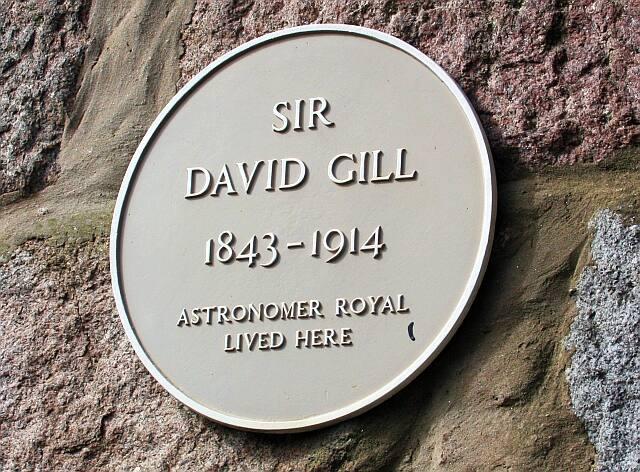 SIR
DAVID GILL
1843-1914
ASTRONOMER ROYAL
LIVED HERE